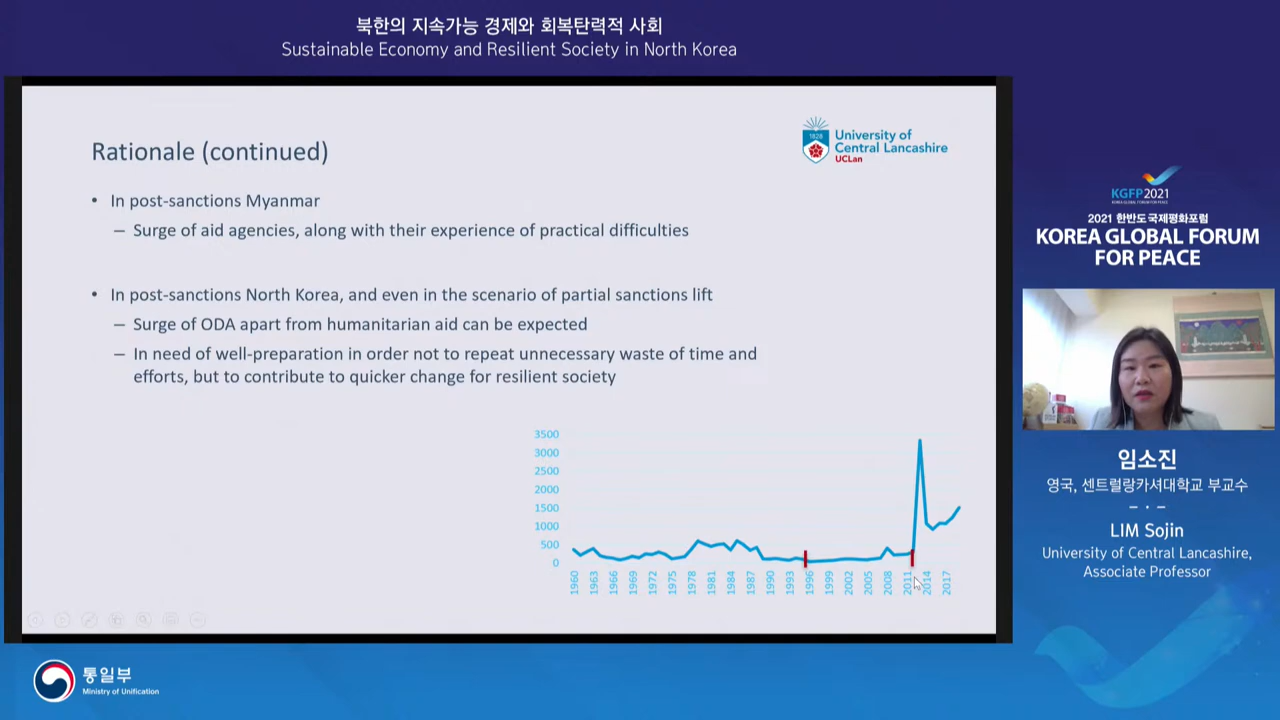 북한의 지속가능 경제와 회복탄력적 사회
Sustainable Economy and Resilient Society in North Korea
Rationale (continued)
1828
University of
Central Lancashire
UCLan
• In post-sanctions Myanmar
– Surge of aid agencies, along with their experience of practical difficulties
• In post-sanctions North Korea, and even in the scenario of partial sanctions lift
– Surge of ODA apart from humanitarian aid can be expected
– In need of well-preparation in order not to repeat unnecessary waste of time and
efforts, but to contribute to quicker change for resilient society
3500
3000
2500
2000
1500
1000
500
0
1960
1963
1966
1969
1972
1975
1978
1981
1984
1987
1990
1993
1996
1999
2002
2005
2008
2011
2014
2017
KGFP2021
KOREA GLOBAL FORUM FOR PEACE
2021 한반도국제평화포럼
KOREA GLOBAL FORUM
FOR PEACE
임소진
영국, 센트럴랑카셔대학교 부교수
LIM Sojin
University of Central Lancashire,
Associate Professor
통일부
Ministry of Unification